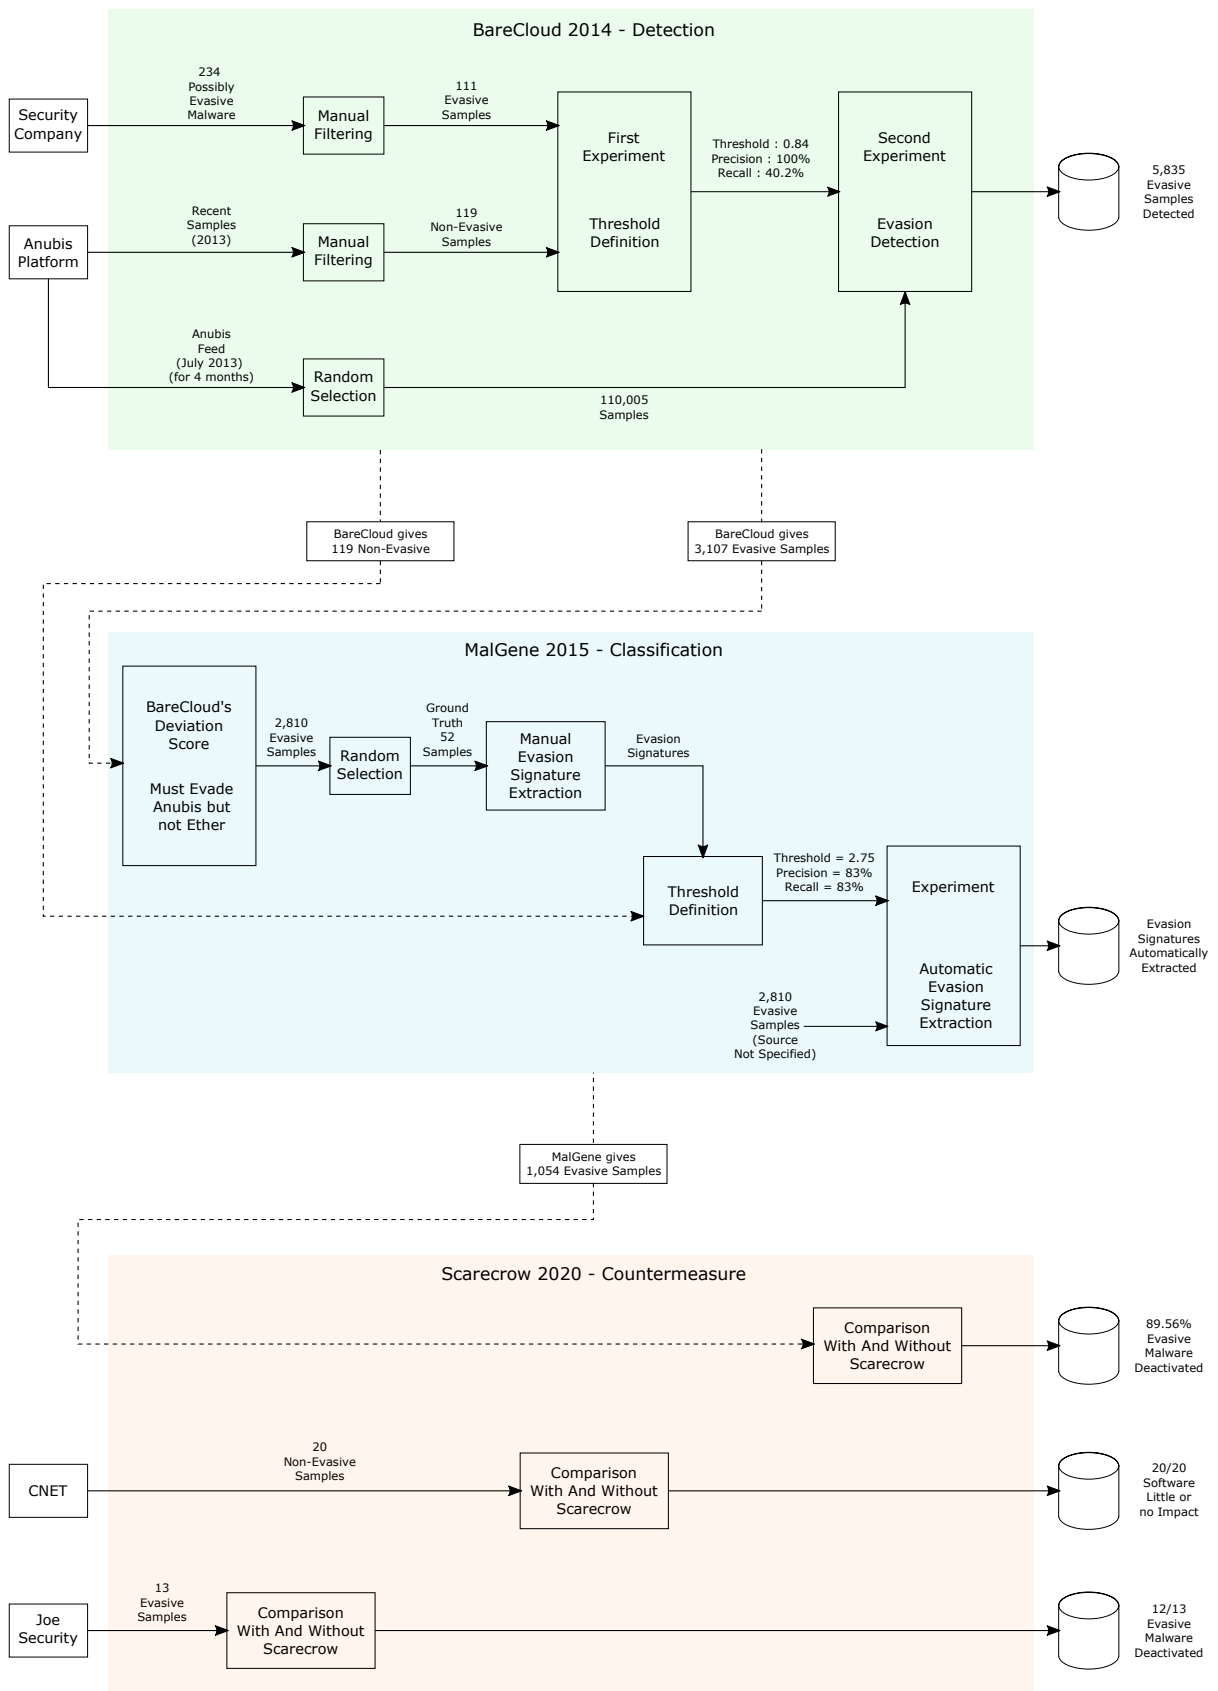 BareCloud 2014 - Detection
234
Possibly
Evasive
Malware
Security
Company
Manual
Filtering
111
Evasive
Samples
First
Experiment
Threshold
Definition
Threshold : 0.84
Precision : 100%
Recall : 40.2%
Second
Experiment
Evasion
Detection
5,835
Evasive
Samples
Detected
Anubis
Platform
Recent
Samples
(2013)
Manual
Filtering
119
Non-Evasive
Samples
Anubis
Feed
(July 2013)
(for 4 months)
Random
Selection
110,005
Samples
BareCloud gives
119 Non-Evasive
BareCloud gives
3,107 Evasive Samples
MalGene 2015 - Classification
BareCloud's
Deviation
Score
Must Evade
Anubis but
not Ether
2,810
Evasive
Samples
Random
Selection
Ground
Truth
52
Samples
Manual
Evasion
Signature
Extraction
Evasion
Signatures
Threshold
Definition
Threshold = 2.75
Precision = 83%
Recall = 83%
Experiment
Automatic
Evasion
Signature
Extraction
2,810
Evasive
Samples
(Source
Not Specified)
Evasion
Signatures
Automatically
Extracted
MalGene gives
1,054 Evasive Samples
Scarecrow 2020 - Countermeasure
Comparison
With And Without
Scarecrow
89.56%
Evasive
Malware
Deactivated
CNET
20
Non-Evasive
Samples
Comparison
With And Without
Scarecrow
20/20
Software
Little or
no Impact
Joe
Security
13
Evasive
Samples
Comparison
With And Without
Scarecrow
12/13
Evasive
Malware
Deactivated